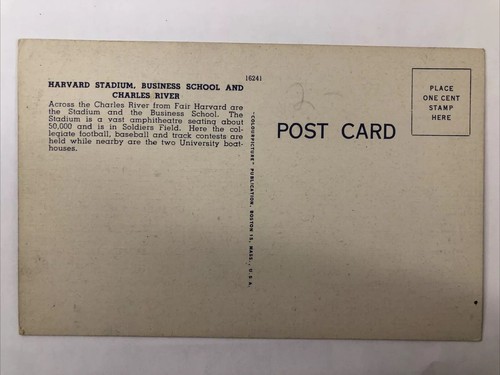 16241
HARVARD STADIUM, BUSINESS SCHOOL AND
CHARLES RIVER
Across the Charles River from Fair Harvard are
the Stadium and the Business School. The
Stadium is a vast amphitheatre seating about
50,000 and is in Soldiers Field. Here the col-
legiate football, baseball and track contests are
held while nearby are the two University boat-
houses.
"COLOURPICTURE" PUBLICATION, BOSTON 15, MASS., U.S.A.
2-
POST CARD
PLACE
ONE CENT
STAMP
HERE